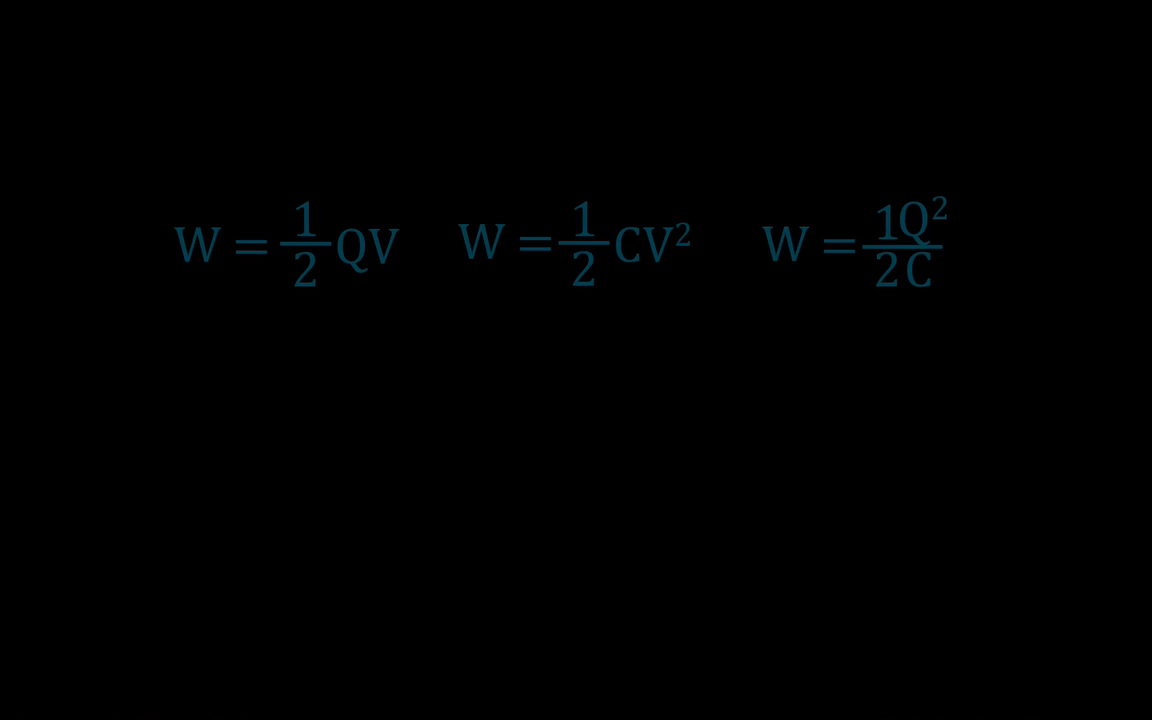 W = 1/2 QV W = 1/2 CV² W = 1Q²/2C